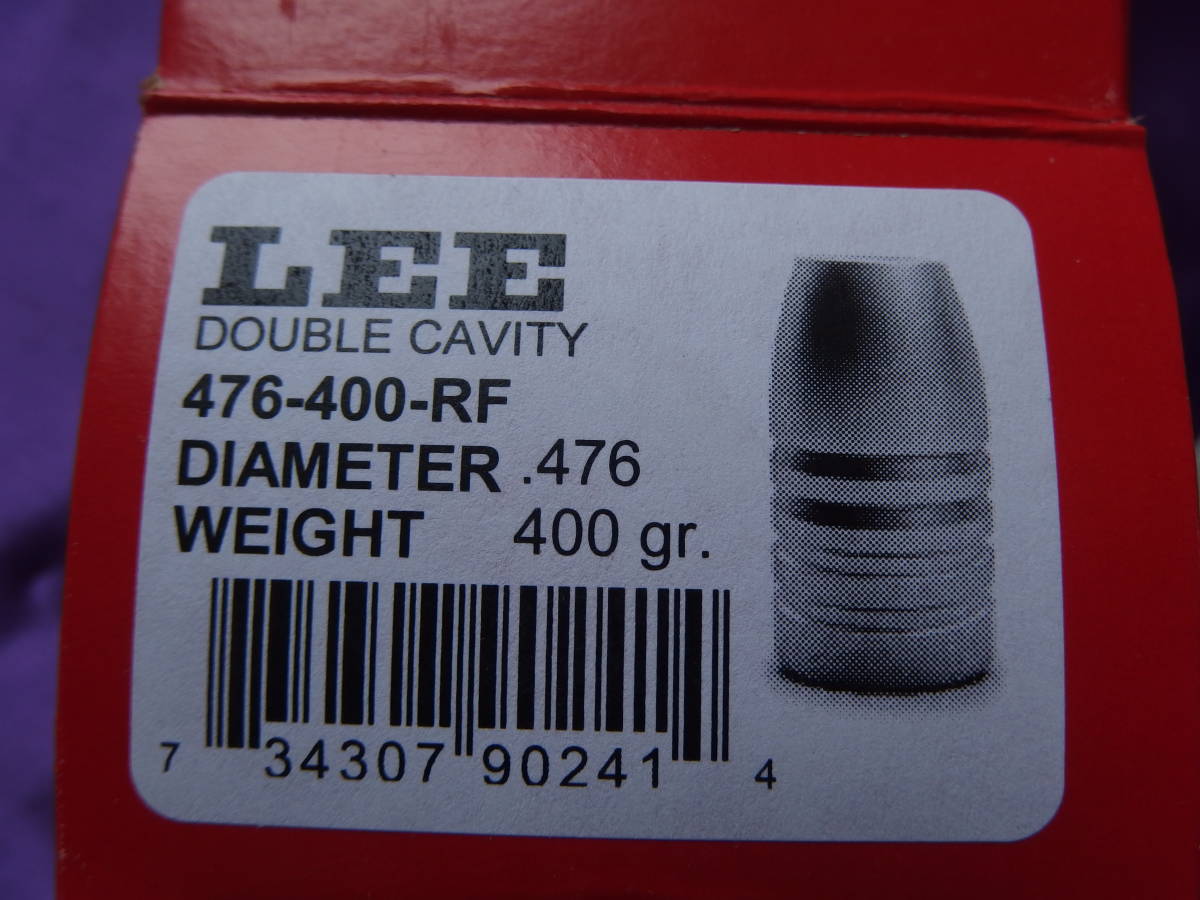 LEE
DOUBLE CAVITY
476-400-RF
DIAMETER .476
WEIGHT 400 gr.
7 34307 90241 4